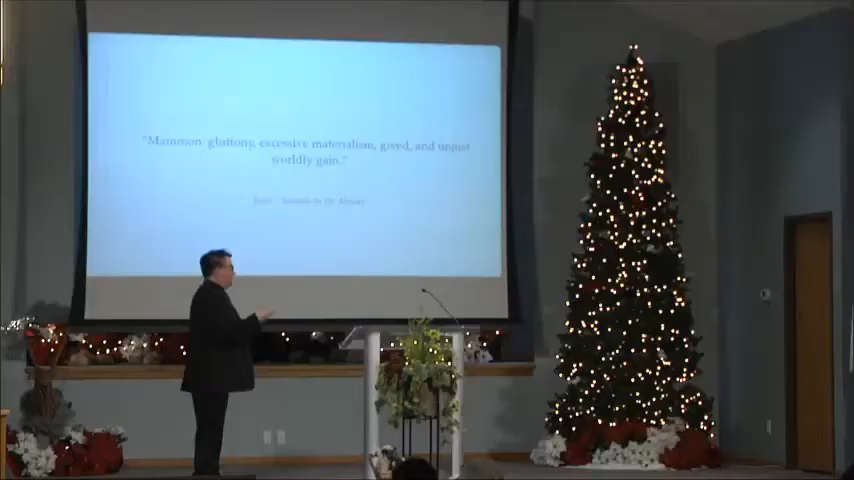 "Mammon, gluttony, excessive materialism, greed, and unjust
worldly gain."